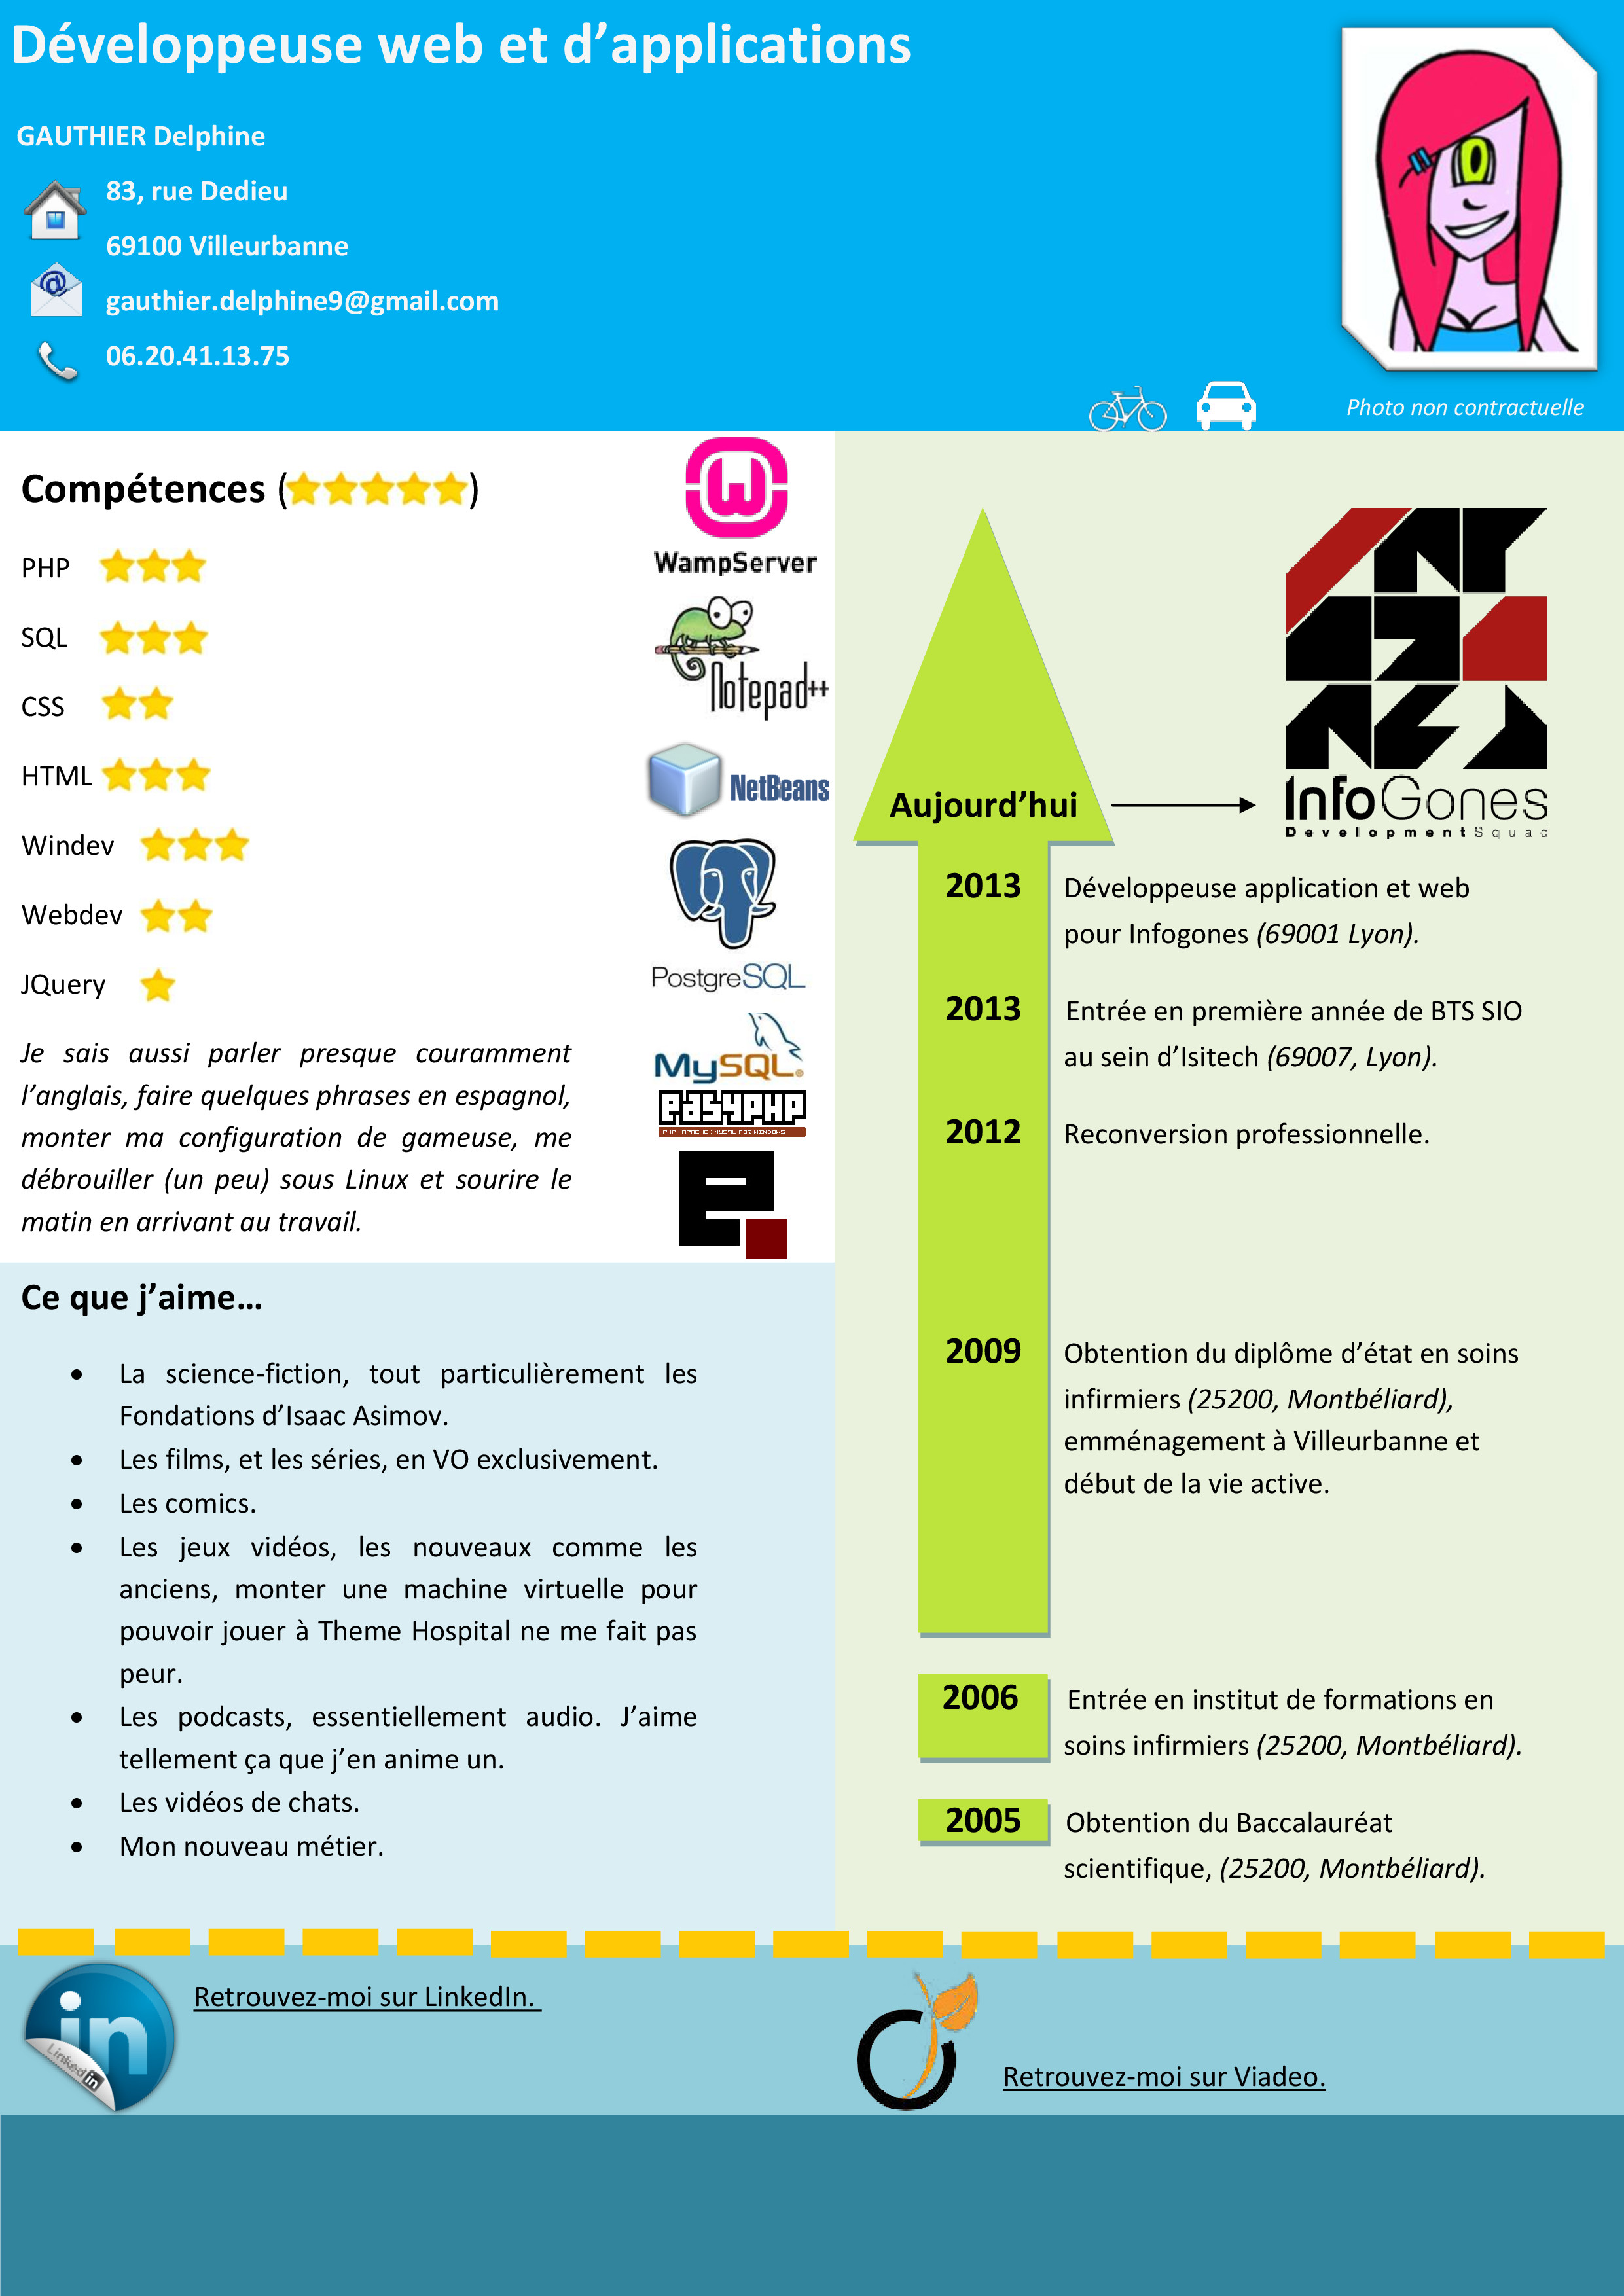 Développeuse web et d’applications
GAUTHIER Delphine
83, rue Dedieu
69100 Villeurbanne
gauthier.delphine9@gmail.com
06.20.41.13.75
Photo non contractuelle
Compétences ( )
PHP
SQL
CSS
HTML
Windev
Webdev
JQuery
Je sais aussi parler presque couramment
l’anglais, faire quelques phrases en espagnol,
monter ma configuration de gameuse, me
débrouiller (un peu) sous Linux et sourire le
matin en arrivant au travail.
W
WampServer
Notepad++
NetBeans
PostgreSQL
MySQL®
easyPHP
PHP | APACHE | MYSQL FOR WINDOWS
e.
Ce que j’aime…
• La science-fiction, tout particulièrement les
Fondations d’Isaac Asimov.
• Les films, et les séries, en VO exclusivement.
• Les comics.
• Les jeux vidéos, les nouveaux comme les
anciens, monter une machine virtuelle pour
pouvoir jouer à Theme Hospital ne me fait pas
peur.
• Les podcasts, essentiellement audio. J’aime
tellement ça que j’en anime un.
• Les vidéos de chats.
• Mon nouveau métier.
Aujourd’hui
InfoGones
Development Squad
2013 Développeuse application et web
pour Infogones (69001 Lyon).
2013 Entrée en première année de BTS SIO
au sein d’Isitech (69007, Lyon).
2012 Reconversion professionnelle.
2009 Obtention du diplôme d’état en soins
infirmiers (25200, Montbéliard),
emménagement à Villeurbanne et
début de la vie active.
2006 Entrée en institut de formations en
soins infirmiers (25200, Montbéliard).
2005 Obtention du Baccalauréat
scientifique, (25200, Montbéliard).
in
Linked in
Retrouvez-moi sur LinkedIn.
Retrouvez-moi sur Viadeo.